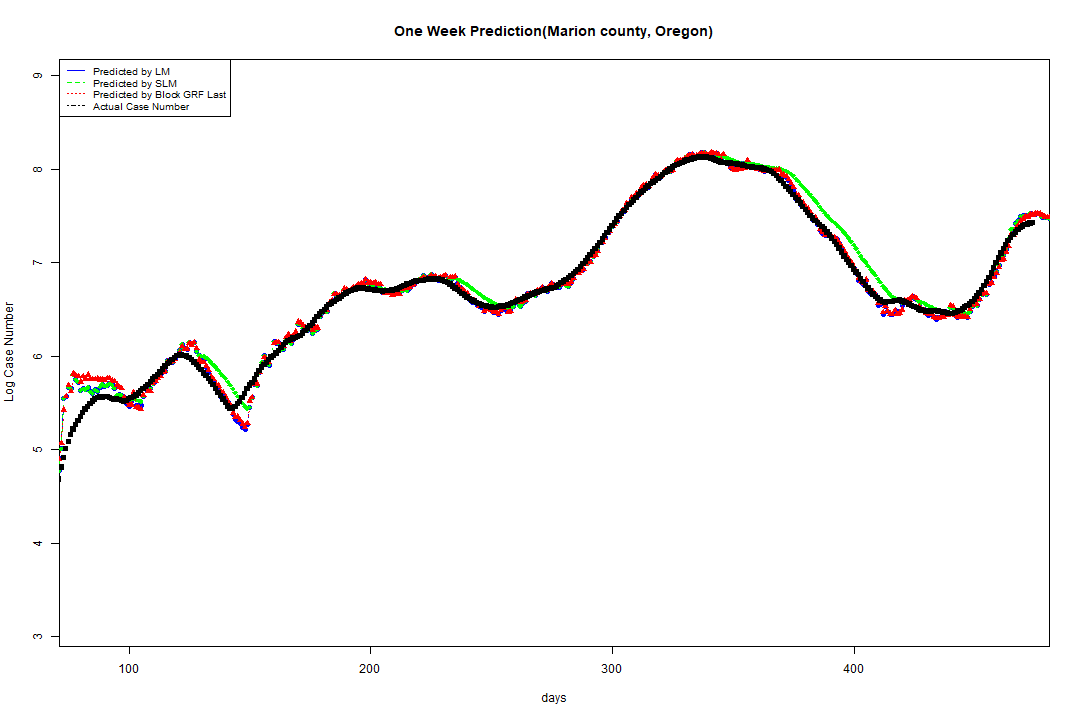 One Week Prediction(Marion county, Oregon)
Predicted by LM
Predicted by SLM
Predicted by Block GRF Last
Actual Case Number
9
8
7
6
5
4
3
Log Case Number
100 200 300 400
days